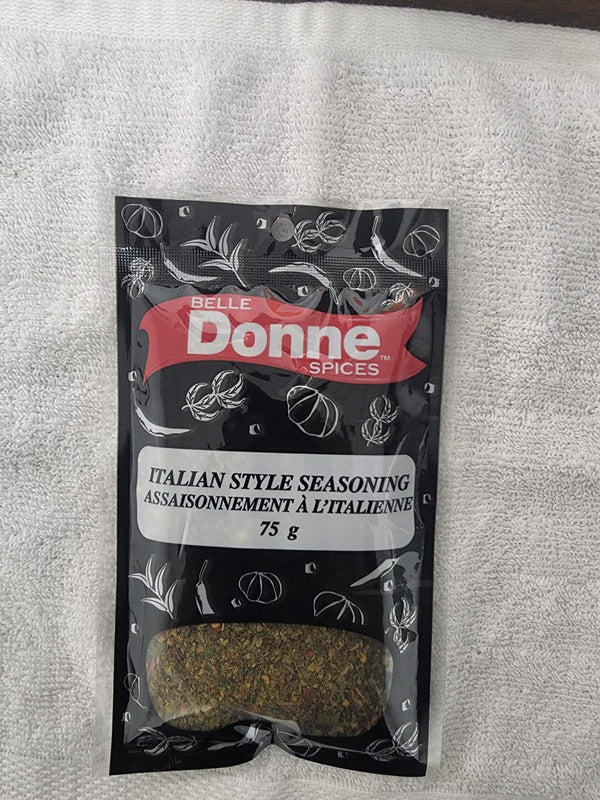 BELLE
Donne™
SPICES
ITALIAN STYLE SEASONING
ASSAISONNEMENT À L'ITALIENNE
75 g